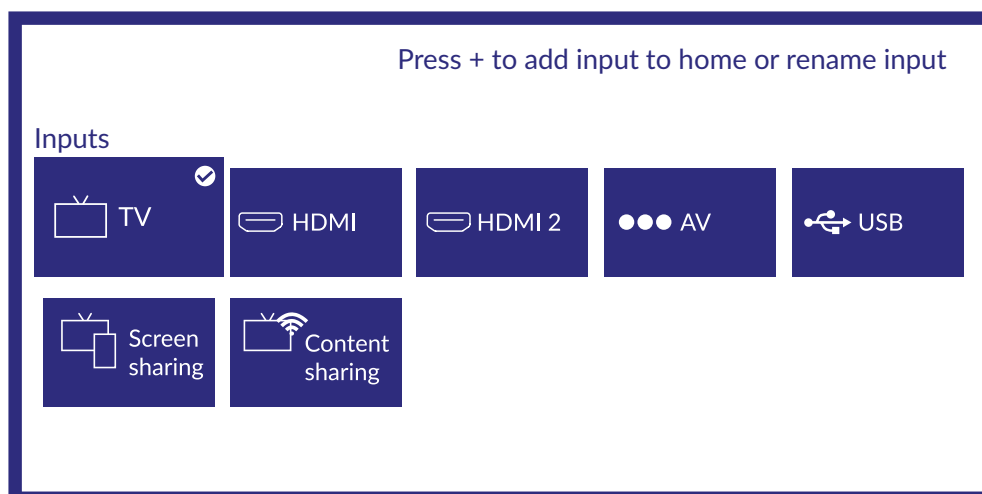 Press + to add input to home or rename input
Inputs
TV
HDMI
HDMI 2
AV
USB
Screen
sharing
Content
sharing